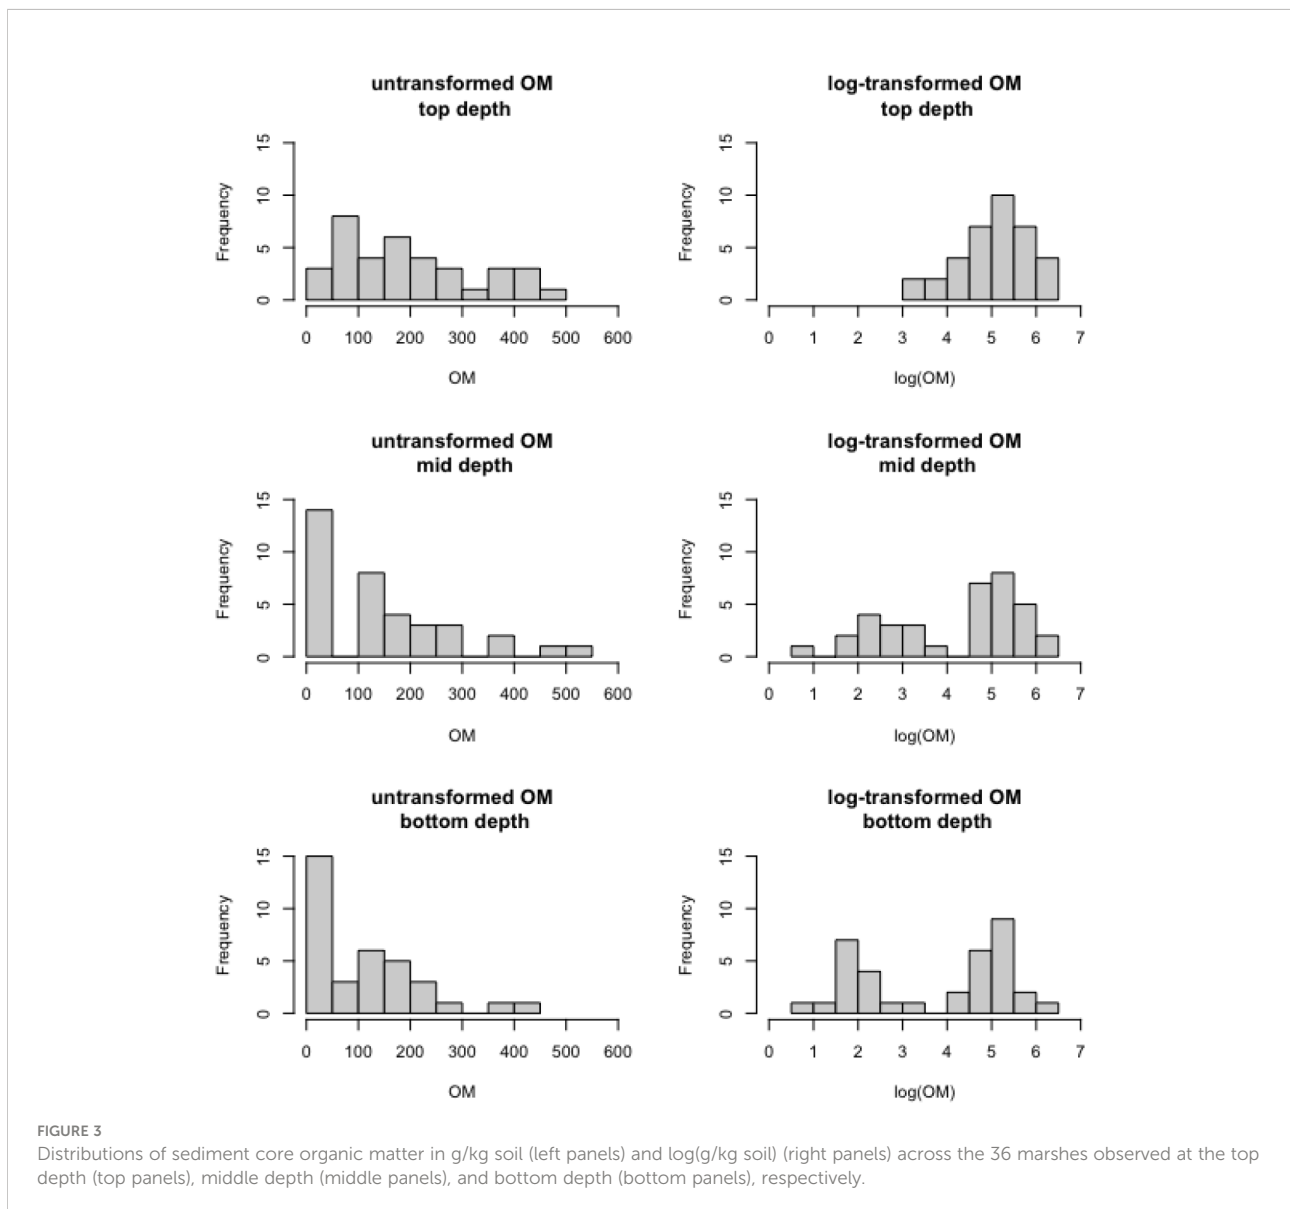 untransformed OM
top depth
15
10
5
0
Frequency
0 100 200 300 400 500 600
OM
log-transformed OM
top depth
15
10
5
0
Frequency
0 1 2 3 4 5 6 7
log(OM)
untransformed OM
mid depth
15
10
5
0
Frequency
0 100 200 300 400 500 600
OM
log-transformed OM
mid depth
15
10
5
0
Frequency
0 1 2 3 4 5 6 7
log(OM)
untransformed OM
bottom depth
15
10
5
0
Frequency
0 100 200 300 400 500 600
OM
log-transformed OM
bottom depth
15
10
5
0
Frequency
0 1 2 3 4 5 6 7
log(OM)
FIGURE 3
Distributions of sediment core organic matter in g/kg soil (left panels) and log(g/kg soil) (right panels) across the 36 marshes observed at the top
depth (top panels), middle depth (middle panels), and bottom depth (bottom panels), respectively.